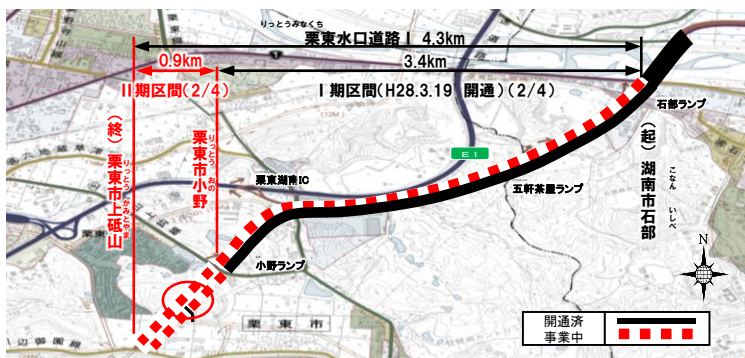 りっとうみなくち
栗東水口道路Ⅰ 4.3km
0.9km
3.4km
Ⅱ期区間(2/4)
Ⅰ期区間(H28.3.19 開通)(2/4)
石部ランプ
(終)栗東市上砥山
りっとう かみとやま
栗東市小野
りっとう おの
栗東湖南IC
E1
五軒茶屋ランプ
(起)湖南市石部
こなん いしべ
小野ランプ
N
栗東市
開通済
事業中